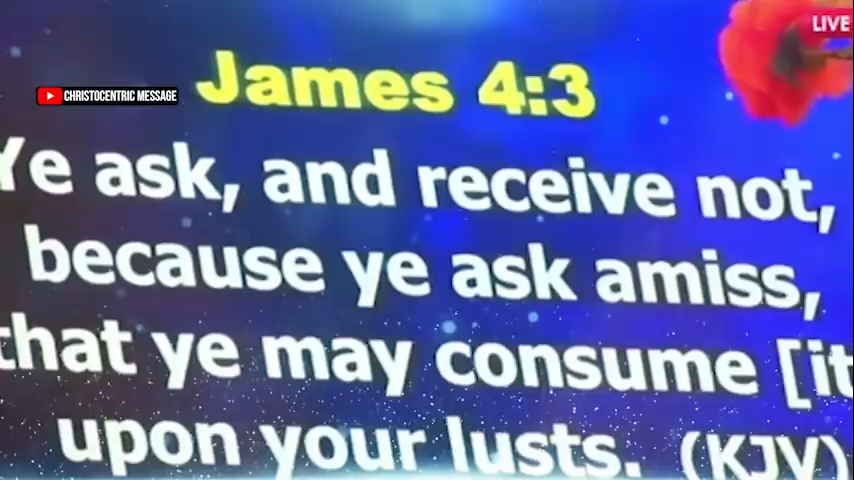 LIVE
CHRISTOCENTRIC MESSAGE
James 4:3
Ye ask, and receive not,
because ye ask amiss,
that ye may consume [it
upon your lusts. (KJV)